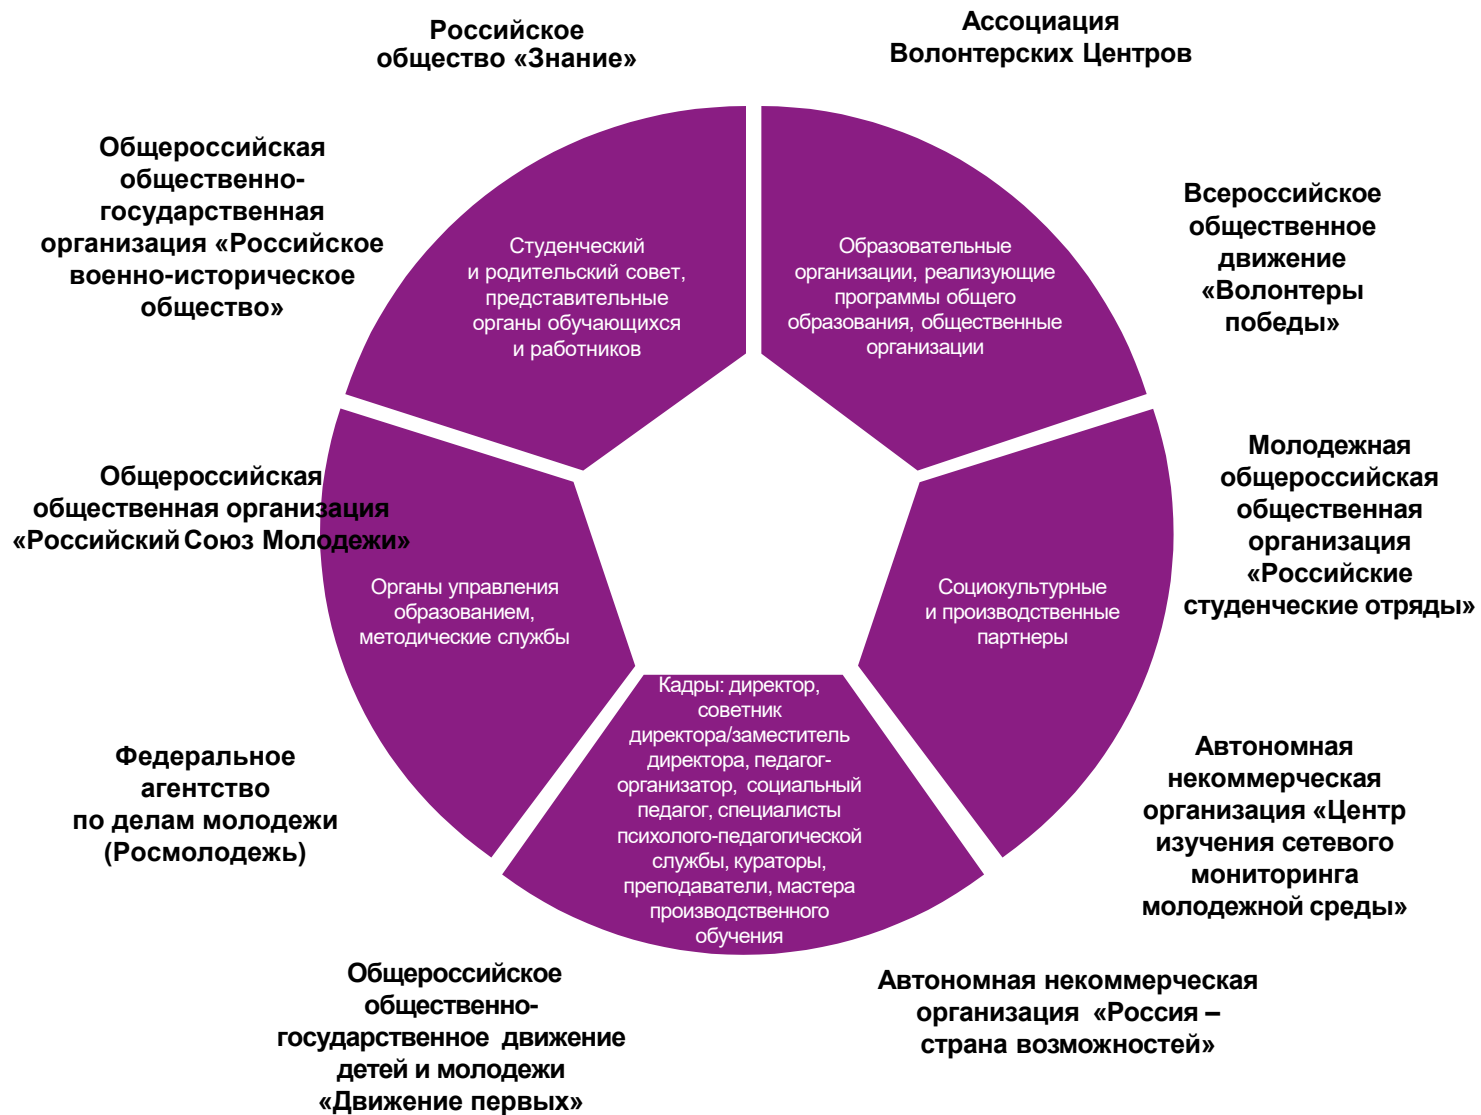 Российское
общество «Знание»
Ассоциация
Волонтерских Центров
Общероссийская
общественно-
государственная
организация «Российское
военно-историческое
общество»
Всероссийское
общественное
движение
«Волонтеры
победы»
Студенческий
и родительский совет,
представительные
органы обучающихся
и работников
Образовательные
организации, реализующие
программы общего
образования, общественные
организации
Общероссийская
общественная организация
«Российский Союз Молодежи»
Молодежная
общероссийская
общественная
организация
«Российские
студенческие отряды»
Органы управления
образованием,
методические службы
Социокультурные
и производственные
партнеры
Кадры: директор,
советник
директора/заместитель
директора, педагог-
организатор, социальный
педагог, специалисты
психолого-педагогической
службы, кураторы,
преподаватели, мастера
производственного
обучения
Федеральное
агентство
по делам молодежи
(Росмолодежь)
Автономная
некоммерческая
организация «Центр
изучения сетевого
мониторинга
молодежной среды»
Общероссийское
общественно-
государственное движение
детей и молодежи
«Движение первых»
Автономная некоммерческая
организация «Россия –
страна возможностей»